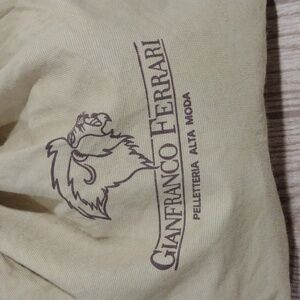 GIANFRANCO FERRARI
PELLETTERIA ALTA MODA